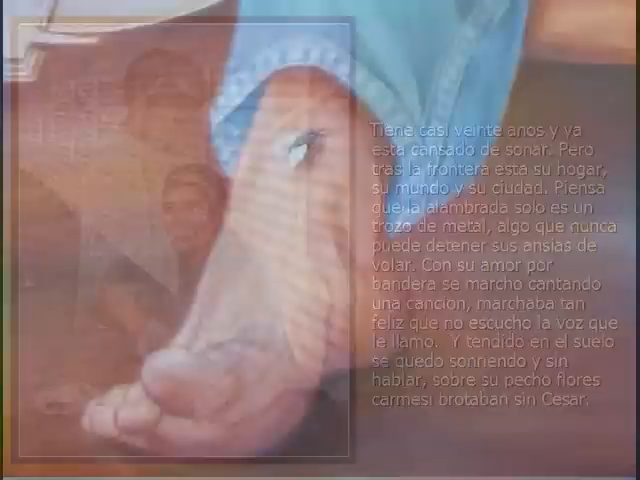 Tiene casi veinte anos y ya
esta cansado de sonar. Pero
tras la frontera esta su hogar,
su mundo y su ciudad. Piensa
que la alambrada solo es un
trozo de metal, algo que nunca
puede detener sus ansias de
volar. Con su amor por
bandera se marcho cantando
una cancion, marchaba tan
feliz que no escucho la voz que
le llamo. Y tendido en el suelo
se quedo sonriendo y sin
hablar, sobre su pecho flores
carmesi brotaban sin Cesar.